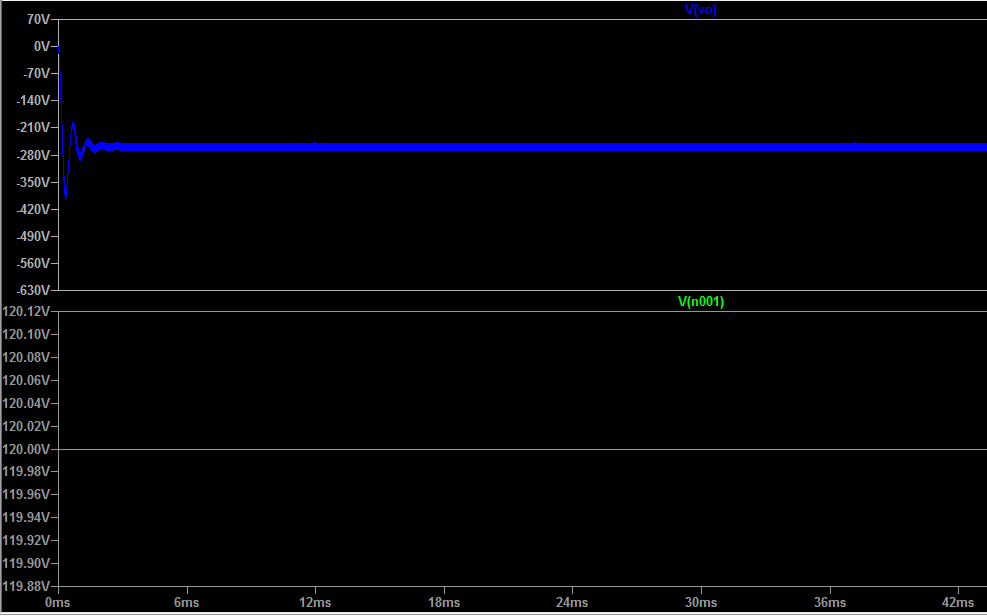 V(vo)
70V
0V
-70V
-140V
-210V
-280V
-350V
-420V
-490V
-560V
-630V
V(n001)
120.12V
120.10V
120.08V
120.06V
120.04V
120.02V
120.00V
119.98V
119.96V
119.94V
119.92V
119.90V
119.88V
0ms 6ms 12ms 18ms 24ms 30ms 36ms 42ms